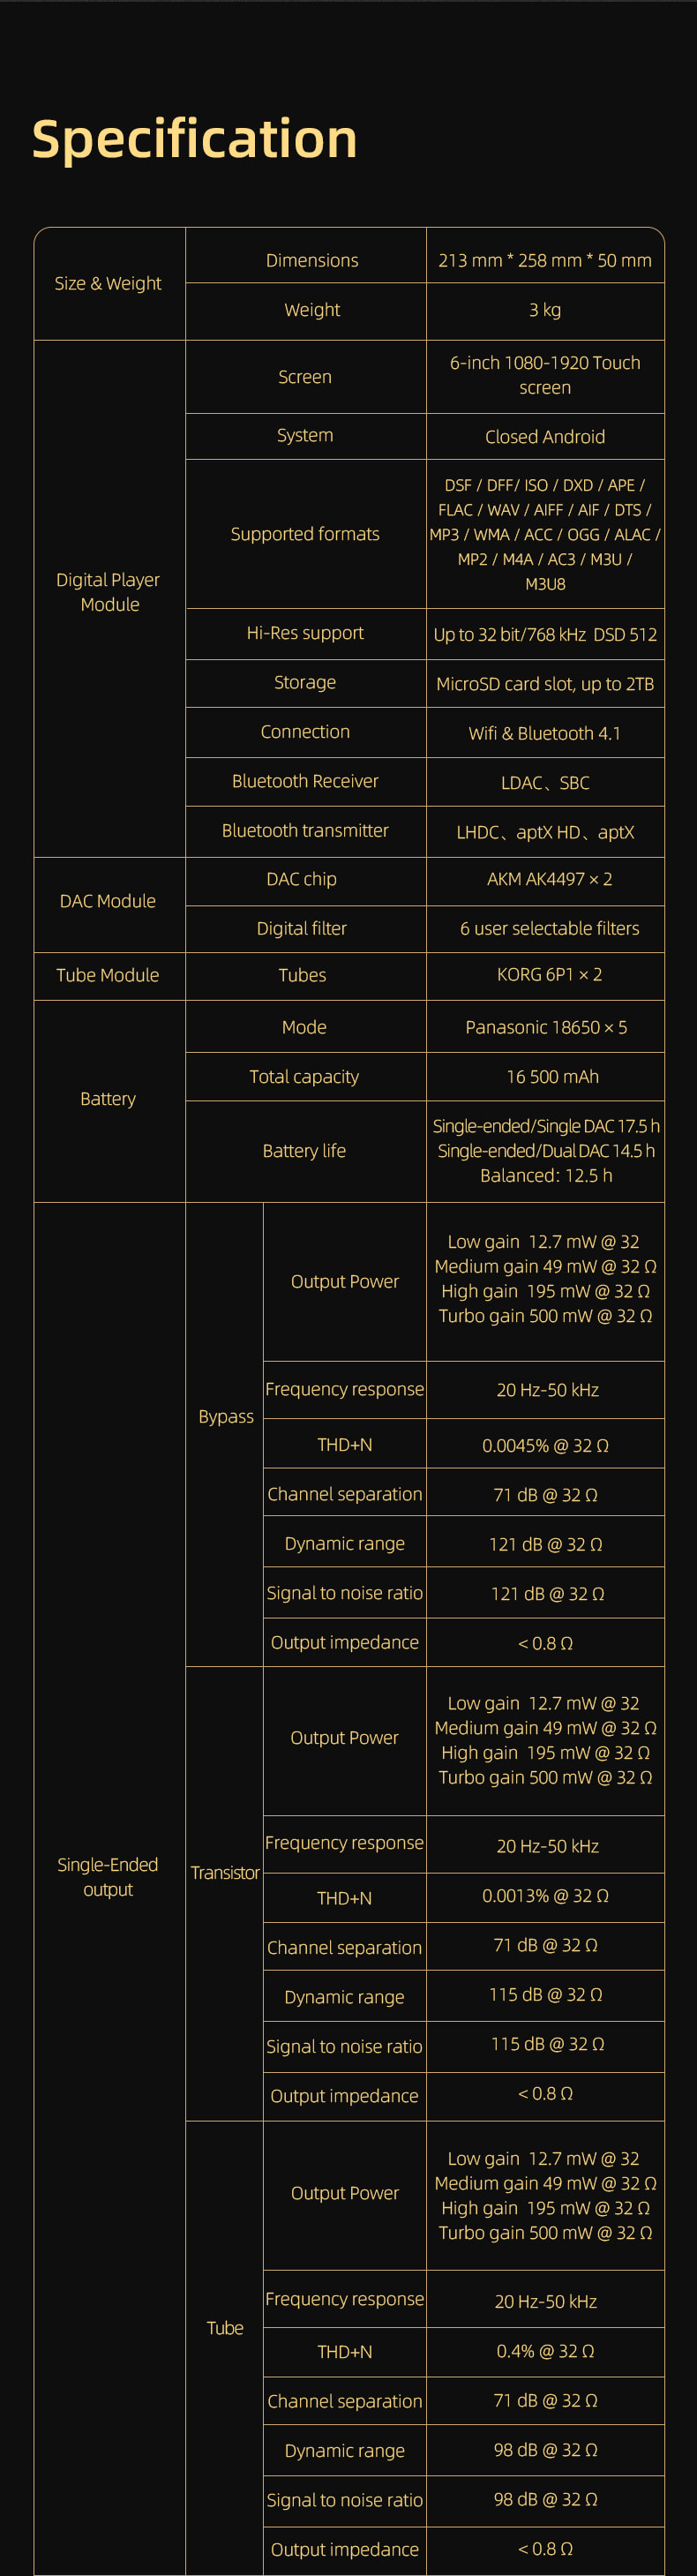 Specification
Size & Weight
Dimensions
213 mm * 258 mm * 50 mm
Weight
3 kg
Digital Player
Module
Screen
6-inch 1080-1920 Touch
screen
System
Closed Android
Supported formats
DSF / DFF/ ISO / DXD / APE /
FLAC / WAV / AIFF / AIF / DTS /
MP3 / WMA / ACC / OGG / ALAC /
MP2 / M4A / AC3 / M3U /
M3U8
Hi-Res support
Up to 32 bit/768 kHz DSD 512
Storage
MicroSD card slot, up to 2TB
Connection
Wifi & Bluetooth 4.1
Bluetooth Receiver
LDAC、SBC
Bluetooth transmitter
LHDC、aptX HD、aptX
DAC Module
DAC chip
AKM AK4497 × 2
Digital filter
6 user selectable filters
Tube Module
Tubes
KORG 6P1 × 2
Battery
Mode
Panasonic 18650 × 5
Total capacity
16 500 mAh
Battery life
Single-ended/Single DAC 17.5 h
Single-ended/Dual DAC 14.5 h
Balanced: 12.5 h
Single-Ended
output
Bypass
Output Power
Low gain 12.7 mW @ 32
Medium gain 49 mW @ 32 Ω
High gain 195 mW @ 32 Ω
Turbo gain 500 mW @ 32 Ω
Frequency response
20 Hz-50 kHz
THD+N
0.0045% @ 32 Ω
Channel separation
71 dB @ 32 Ω
Dynamic range
121 dB @ 32 Ω
Signal to noise ratio
121 dB @ 32 Ω
Output impedance
< 0.8 Ω
Transistor
Output Power
Low gain 12.7 mW @ 32
Medium gain 49 mW @ 32 Ω
High gain 195 mW @ 32 Ω
Turbo gain 500 mW @ 32 Ω
Frequency response
20 Hz-50 kHz
THD+N
0.0013% @ 32 Ω
Channel separation
71 dB @ 32 Ω
Dynamic range
115 dB @ 32 Ω
Signal to noise ratio
115 dB @ 32 Ω
Output impedance
< 0.8 Ω
Tube
Output Power
Low gain 12.7 mW @ 32
Medium gain 49 mW @ 32 Ω
High gain 195 mW @ 32 Ω
Turbo gain 500 mW @ 32 Ω
Frequency response
20 Hz-50 kHz
THD+N
0.4% @ 32 Ω
Channel separation
71 dB @ 32 Ω
Dynamic range
98 dB @ 32 Ω
Signal to noise ratio
98 dB @ 32 Ω
Output impedance
< 0.8 Ω